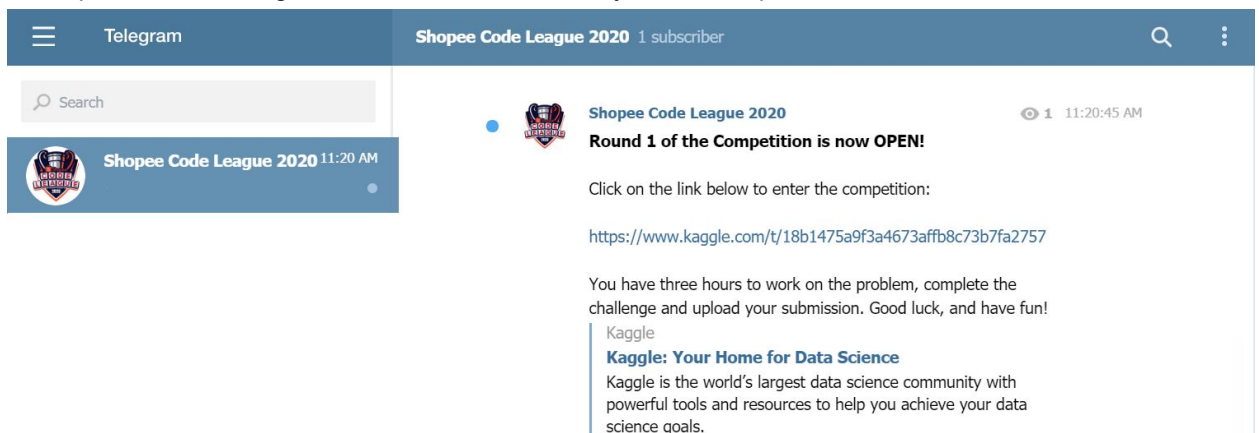 Telegram
Shopee Code League 2020 1 subscriber
Search
Shopee Code League 2020 11:20 AM
Shopee Code League 2020 1 11:20:45 AM
Round 1 of the Competition is now OPEN!
Click on the link below to enter the competition:
https://www.kaggle.com/t/18b1475a9f3a4673affb8c73b7fa2757
You have three hours to work on the problem, complete the
challenge and upload your submission. Good luck, and have fun!
Kaggle
Kaggle: Your Home for Data Science
Kaggle is the world's largest data science community with
powerful tools and resources to help you achieve your data
science goals.